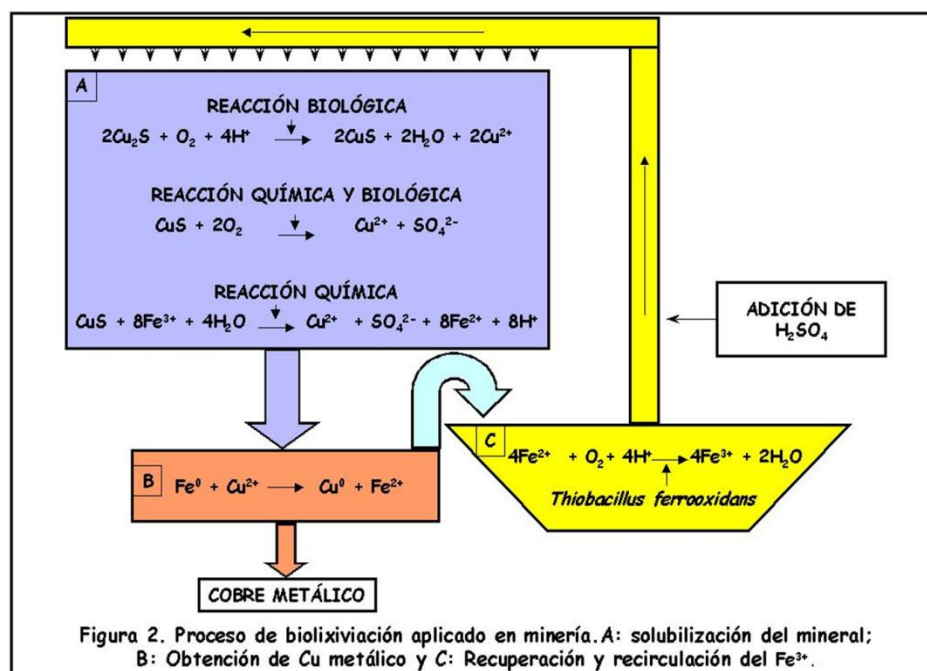 A
REACCIÓN BIOLÓGICA
2Cu₂S + O₂ + 4H⁺ → 2CuS + 2H₂O + 2Cu²⁺
REACCIÓN QUÍMICA Y BIOLÓGICA
CuS + 2O₂ → Cu²⁺ + SO₄²⁻
REACCIÓN QUÍMICA
CuS + 8Fe³⁺ + 4H₂O → Cu²⁺ + SO₄²⁻ + 8Fe²⁺ + 8H⁺
ADICIÓN DE
H₂SO₄
C
4Fe²⁺ + O₂ + 4H⁺ → 4Fe³⁺ + 2H₂O
Thiobacillus ferrooxidans
B
Fe⁰ + Cu²⁺ → Cu⁰ + Fe²⁺
COBRE METÁLICO
Figura 2. Proceso de biolixiviación aplicado en minería. A: solubilización del mineral;
B: Obtención de Cu metálico y C: Recuperación y recirculación del Fe³⁺.